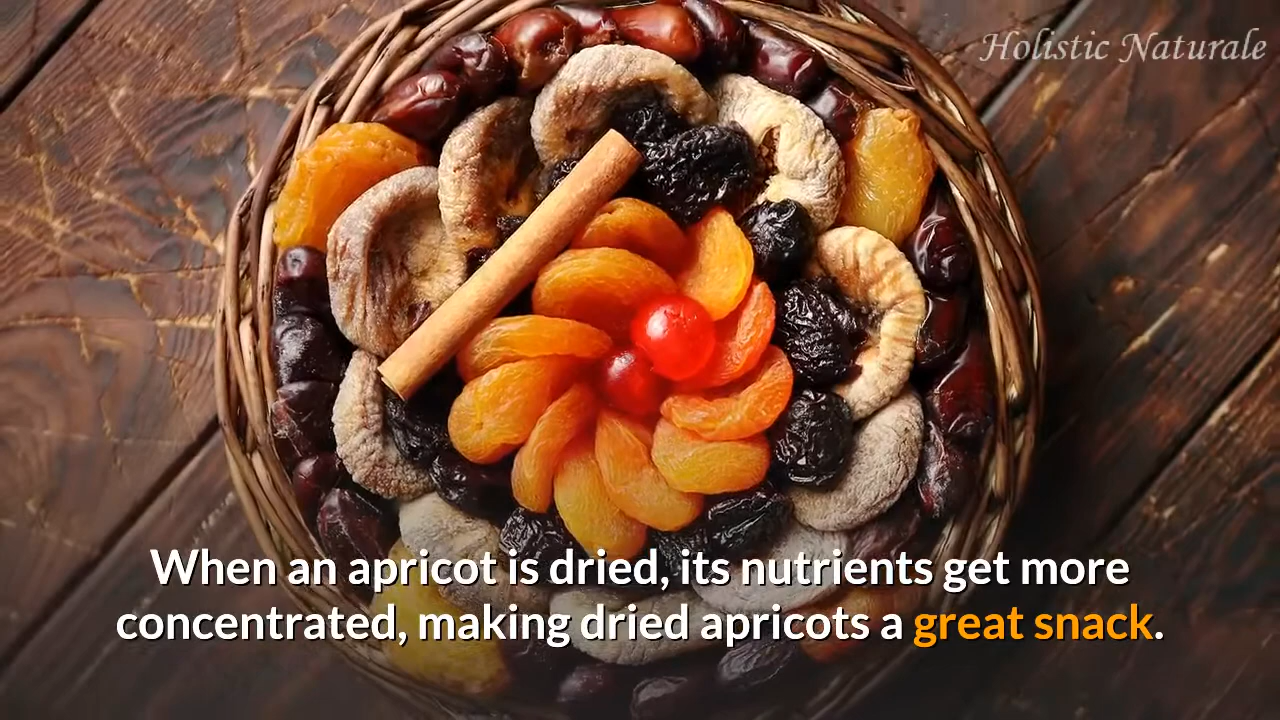 Holistic Naturale
When an apricot is dried, its nutrients get more
concentrated, making dried apricots a great snack.